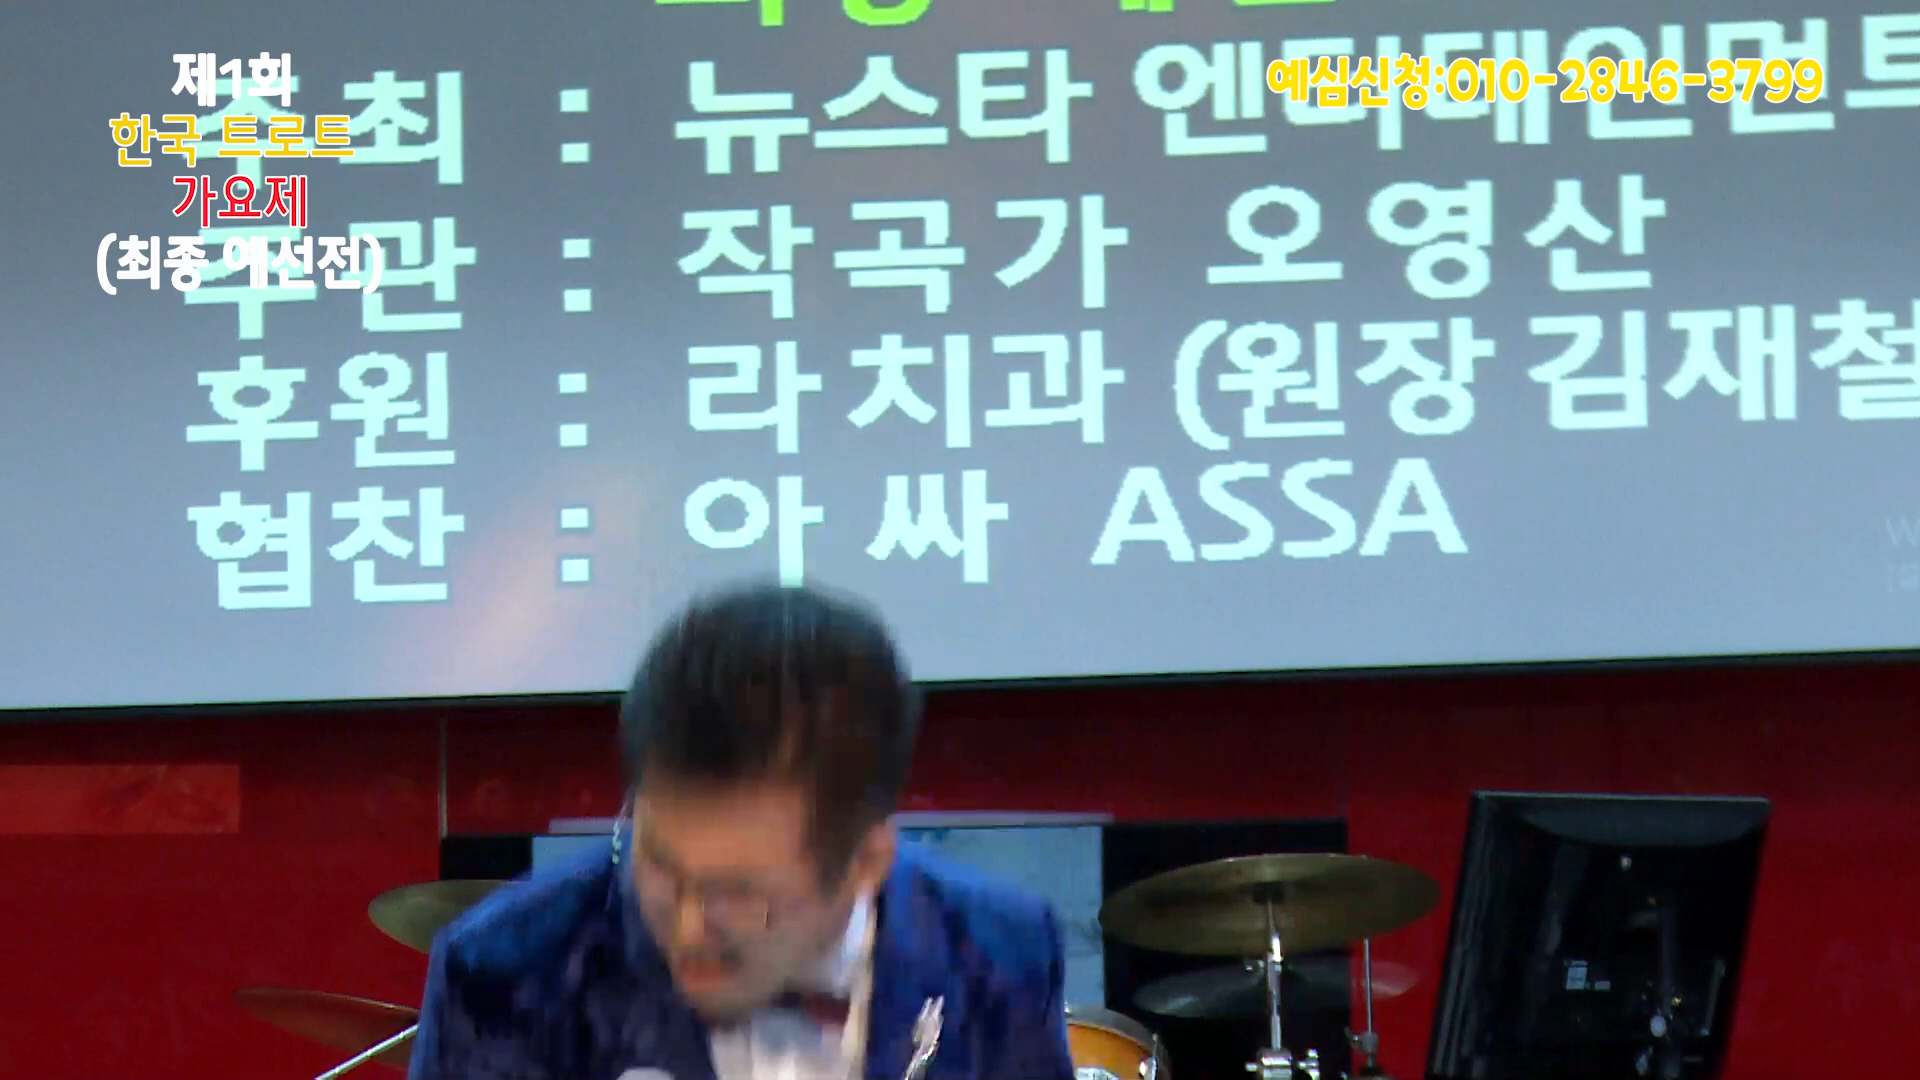 제1회
한국 트로트
가요제
(최종 예선전)
예심신청:010-2846-3799
주최 : 뉴스타 엔터테인먼트
주관 : 작곡가 오영산
후원 : 라치과 (원장 김재철
협찬 : 아싸 ASSA